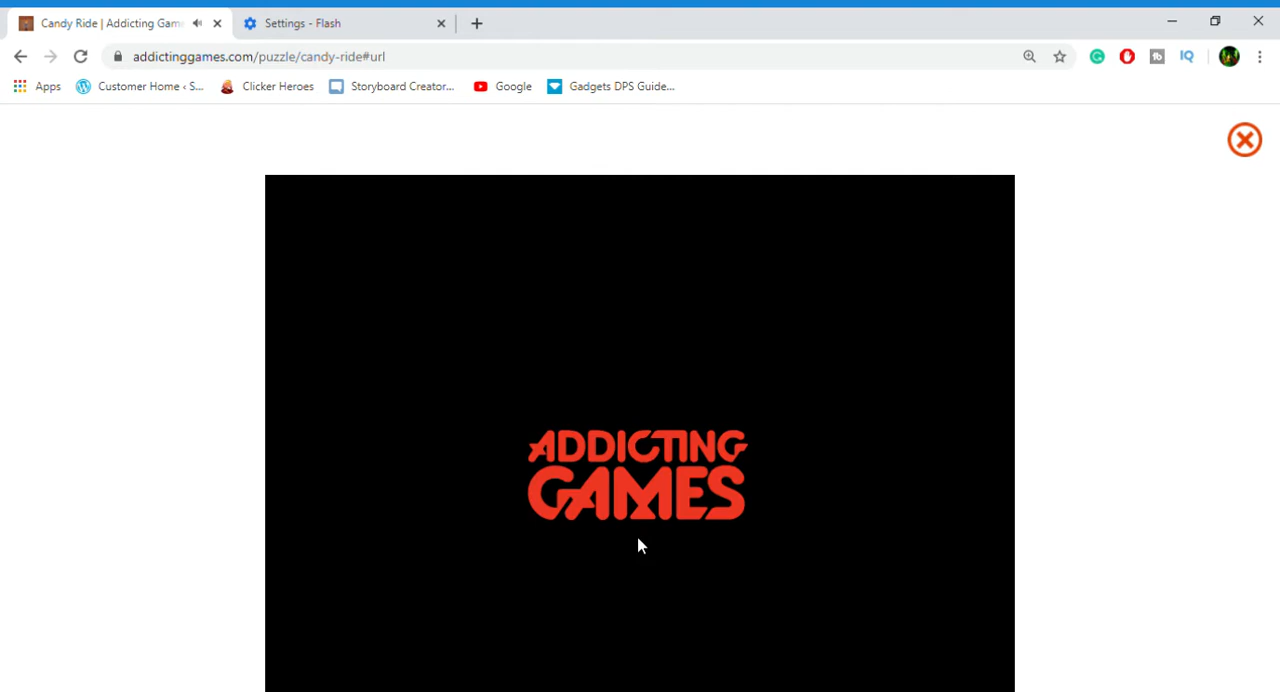 Candy Ride | Addicting Gam
Settings - Flash
addictinggames.com/puzzle/candy-ride#url
Apps
Customer Home ‹ S...
Clicker Heroes
Storyboard Creator...
Google
Gadgets DPS Guide...
IQ
ADDICTING
GAMES